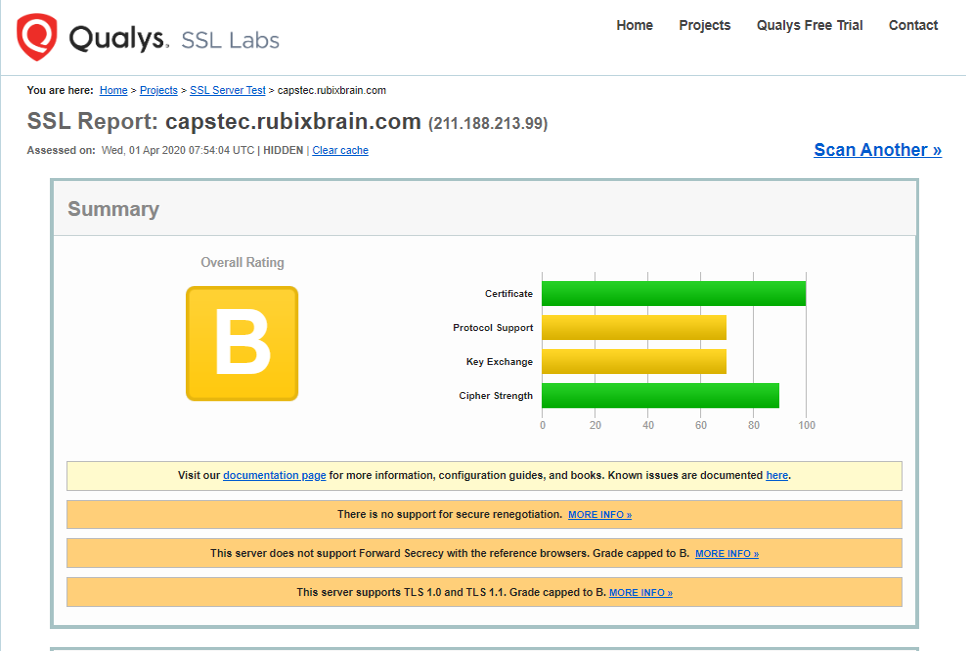 Qualys. SSL Labs
Home Projects Qualys Free Trial Contact
You are here: Home > Projects > SSL Server Test > capstec.rubixbrain.com
SSL Report: capstec.rubixbrain.com (211.188.213.99)
Assessed on: Wed, 01 Apr 2020 07:54:04 UTC | HIDDEN | Clear cache
Scan Another »
Summary
Overall Rating
B
Certificate
Protocol Support
Key Exchange
Cipher Strength
0 20 40 60 80 100
Visit our documentation page for more information, configuration guides, and books. Known issues are documented here.
There is no support for secure renegotiation. MORE INFO »
This server does not support Forward Secrecy with the reference browsers. Grade capped to B. MORE INFO »
This server supports TLS 1.0 and TLS 1.1. Grade capped to B. MORE INFO »